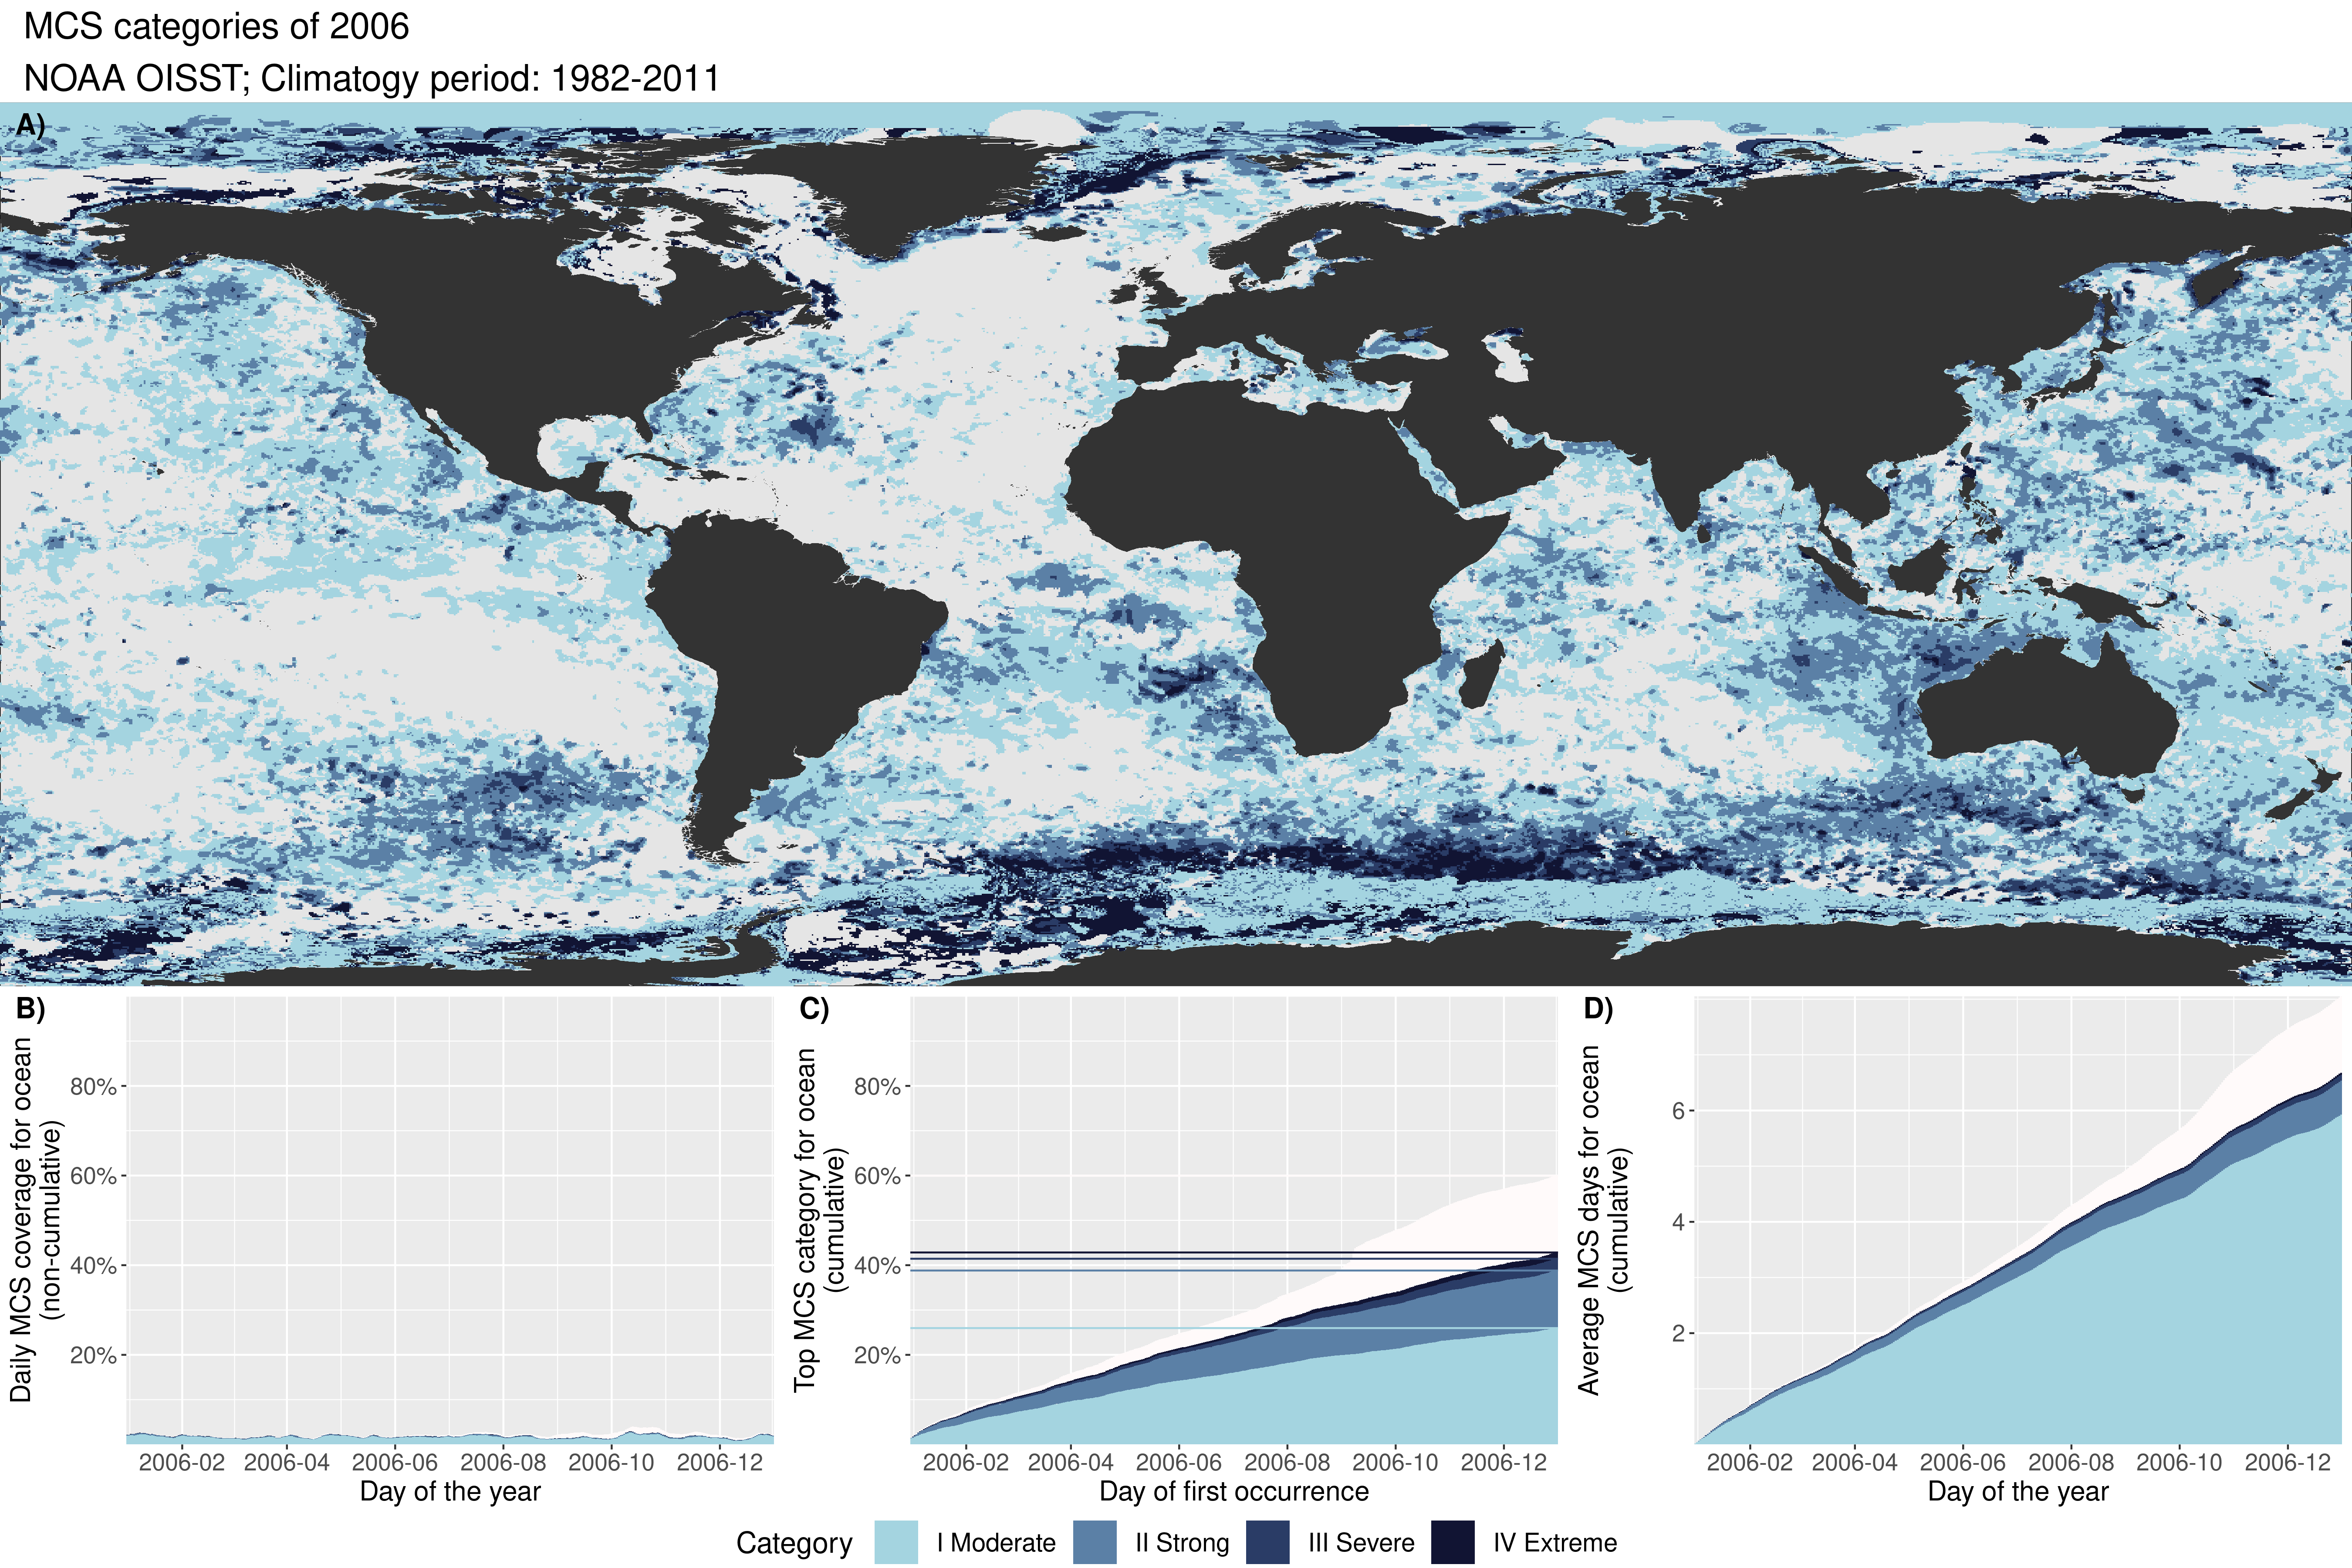 MCS categories of 2006
NOAA OISST; Climatogy period: 1982-2011
A)
B)
Daily MCS coverage for ocean
(non-cumulative)
80%
60%
40%
20%
2006-02 2006-04 2006-06 2006-08 2006-10 2006-12
Day of the year
C)
Top MCS category for ocean
(cumulative)
80%
60%
40%
20%
2006-02 2006-04 2006-06 2006-08 2006-10 2006-12
Day of first occurrence
D)
Average MCS days for ocean
(cumulative)
6
4
2
2006-02 2006-04 2006-06 2006-08 2006-10 2006-12
Day of the year
Category I Moderate II Strong III Severe IV Extreme